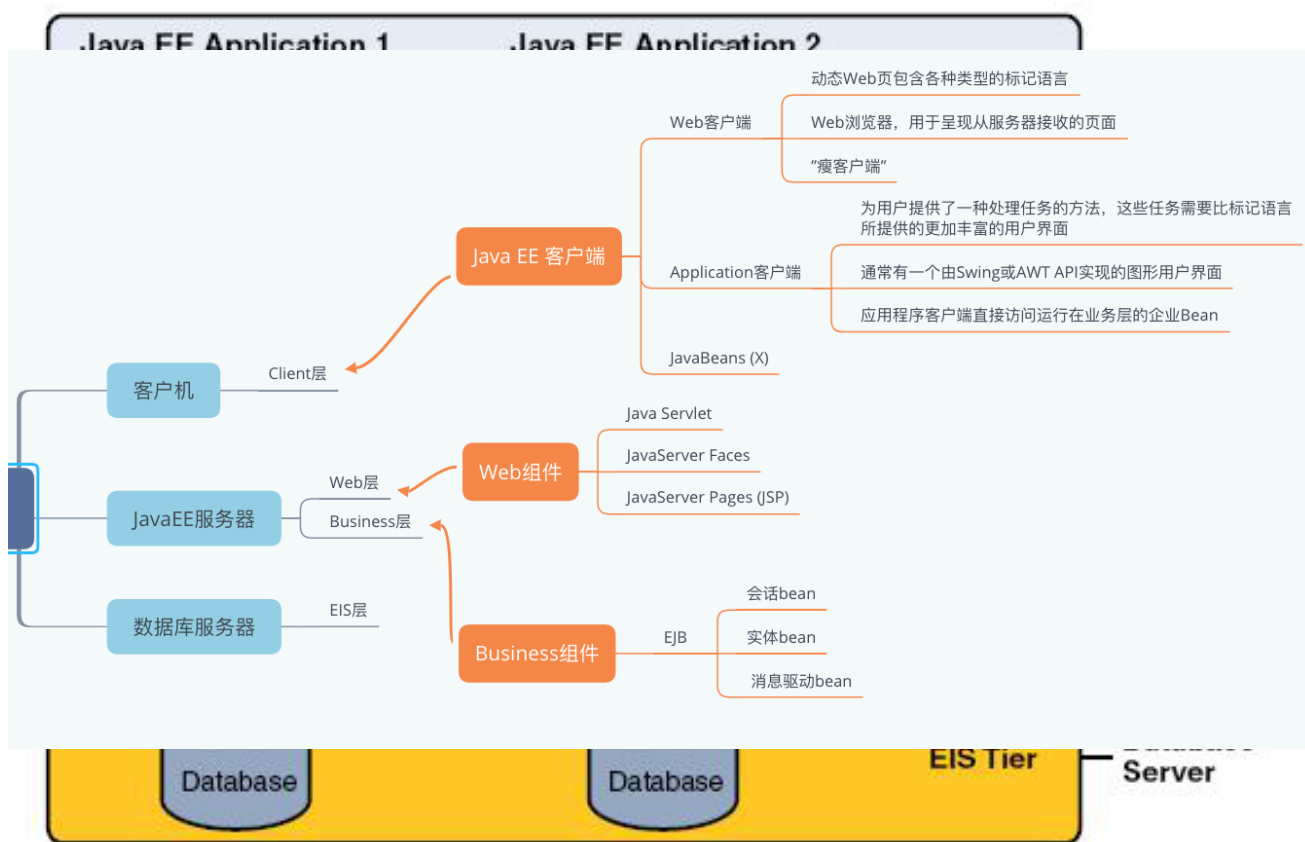 Java EE Application 1
Java EE Application 2
动态Web页包含各种类型的标记语言
Web客户端
Web浏览器，用于呈现从服务器接收的页面
”瘦客户端”
为用户提供了一种处理任务的方法，这些任务需要比标记语言
所提供的更加丰富的用户界面
Java EE 客户端
Application客户端
通常有一个由Swing或AWT API实现的图形用户界面
应用程序客户端直接访问运行在业务层的企业Bean
JavaBeans (X)
客户机
Client层
Java Servlet
Web组件
JavaServer Faces
JavaServer Pages (JSP)
JavaEE服务器
Web层
Business层
数据库服务器
EIS层
会话bean
Business组件
EJB
实体bean
消息驱动bean
Database
Database
EIS Tier
Database
Server